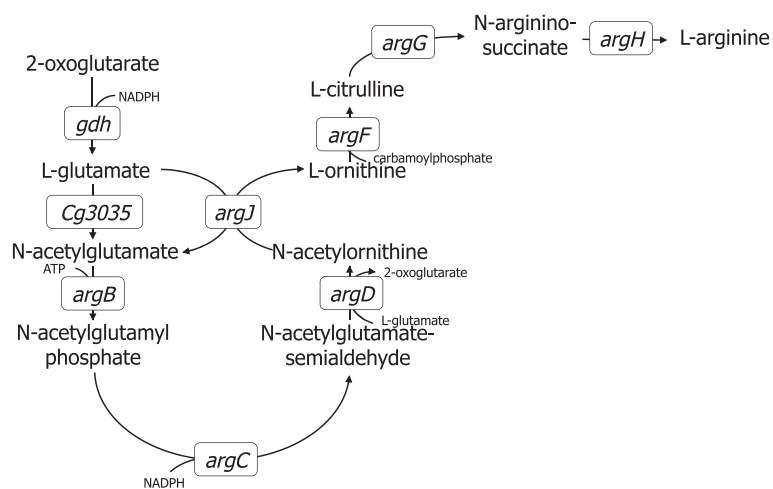 2-oxoglutarate
NADPH
gdh
L-glutamate
Cg3035
N-acetylglutamate
ATP
argB
N-acetylglutamyl
phosphate
NADPH
argC
N-acetylglutamate-
semialdehyde
L-glutamate
argD
2-oxoglutarate
N-acetylornithine
argJ
L-ornithine
carbamoylphosphate
argF
L-citrulline
argG
N-arginino-
succinate
argH
L-arginine